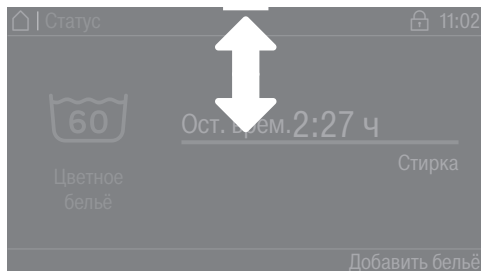 Статус 11:02
60 Ост. врем. 2:27 ч
Стирка
Цветное
бельё
Добавить бельё